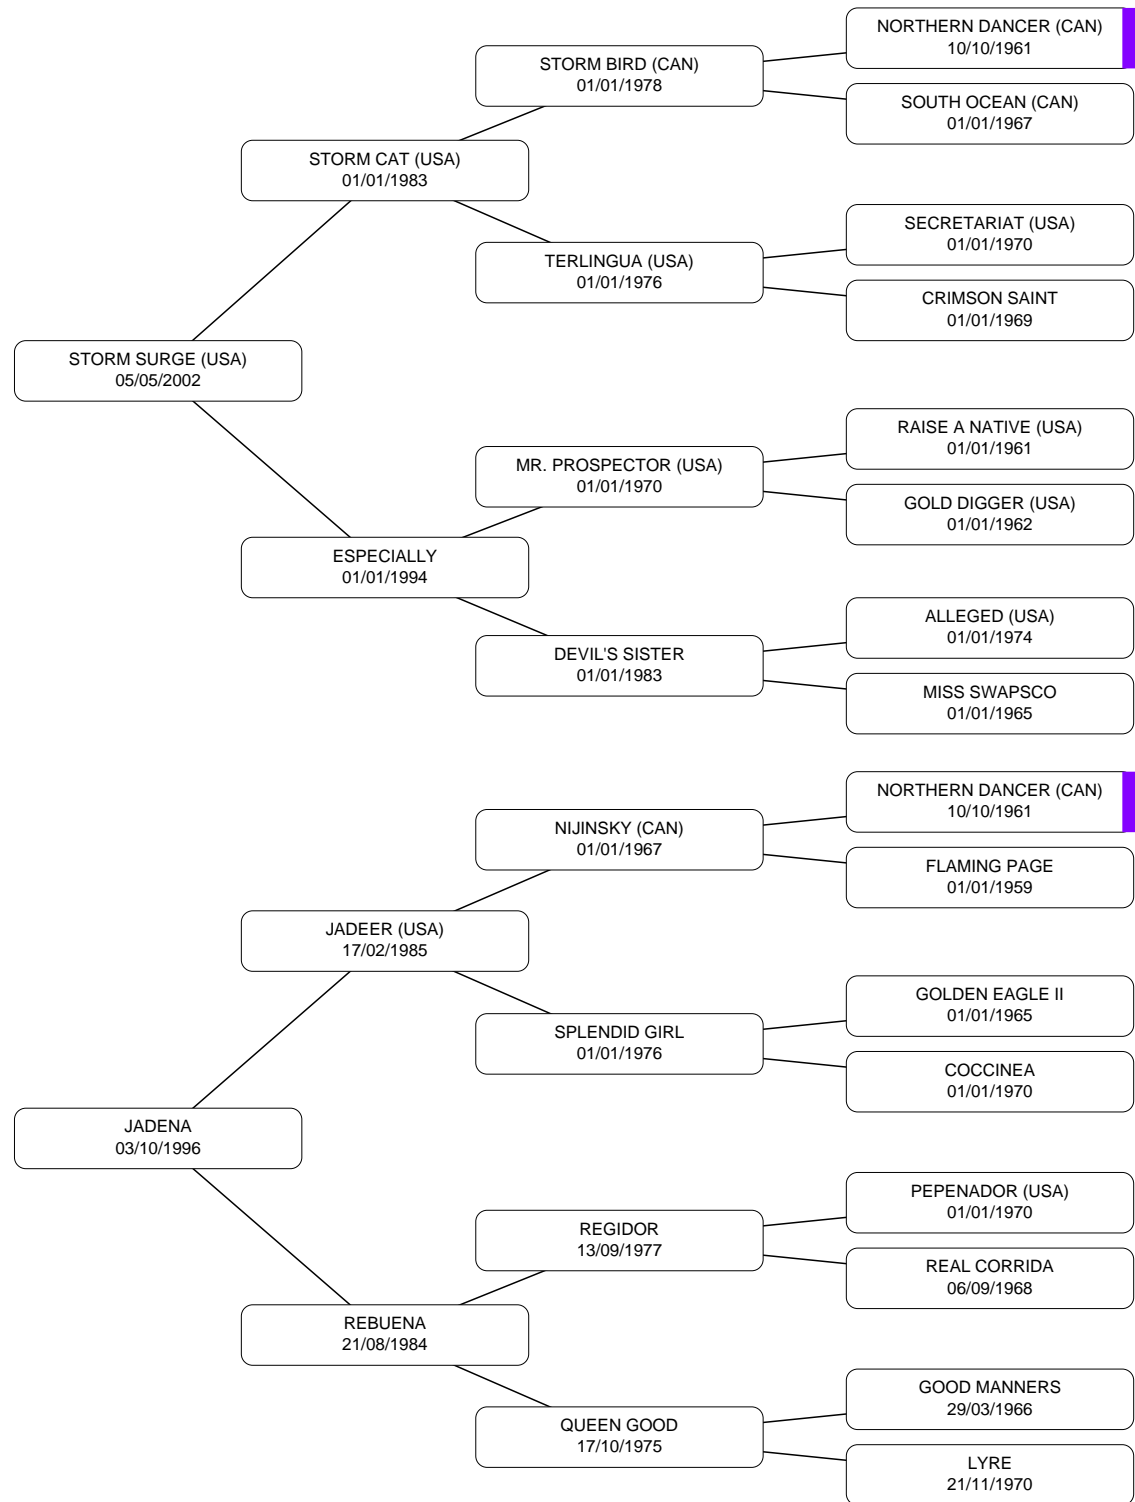 NORTHERN DANCER (CAN)
10/10/1961
STORM BIRD (CAN)
01/01/1978
SOUTH OCEAN (CAN)
01/01/1967
STORM CAT (USA)
01/01/1983
SECRETARIAT (USA)
01/01/1970
TERLINGUA (USA)
01/01/1976
CRIMSON SAINT
01/01/1969
STORM SURGE (USA)
05/05/2002
RAISE A NATIVE (USA)
01/01/1961
MR. PROSPECTOR (USA)
01/01/1970
GOLD DIGGER (USA)
01/01/1962
ESPECIALLY
01/01/1994
ALLEGED (USA)
01/01/1974
DEVIL'S SISTER
01/01/1983
MISS SWAPSCO
01/01/1965
NORTHERN DANCER (CAN)
10/10/1961
NIJINSKY (CAN)
01/01/1967
FLAMING PAGE
01/01/1959
JADEER (USA)
17/02/1985
GOLDEN EAGLE II
01/01/1965
SPLENDID GIRL
01/01/1976
COCCINEA
01/01/1970
JADENA
03/10/1996
PEPENADOR (USA)
01/01/1970
REGIDOR
13/09/1977
REAL CORRIDA
06/09/1968
REBUENA
21/08/1984
GOOD MANNERS
29/03/1966
QUEEN GOOD
17/10/1975
LYRE
21/11/1970